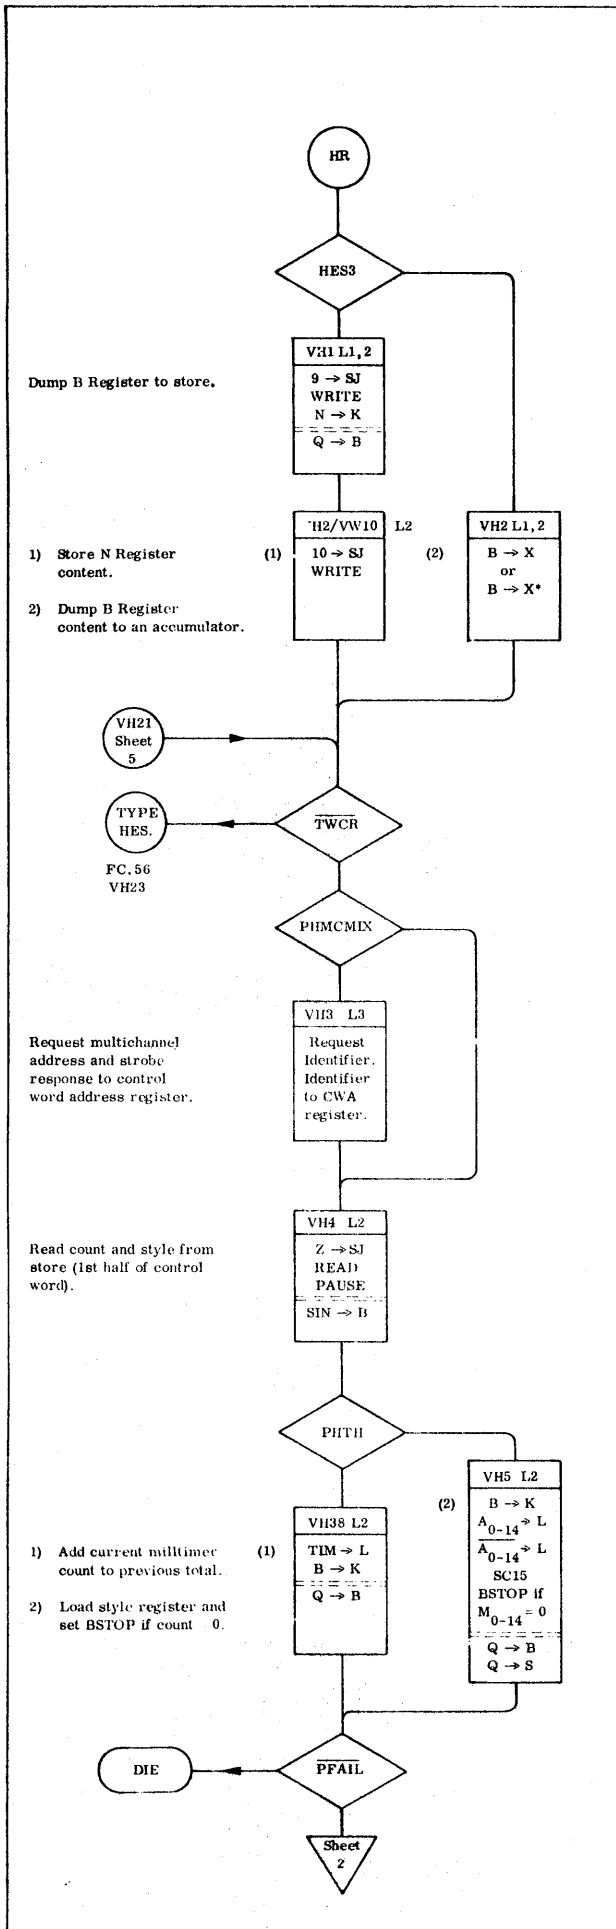 HR
HES3
VH1 L1,2
Dump B Register to store.
9 → SJ
WRITE
N → K
Q → B
H2/VW10 L2
VH2 L1,2
1) Store N Register
content.
(1)
10 → SJ
WRITE
(2)
B → X
or
B → X*
2) Dump B Register
content to an accumulator.
VH21
Sheet
5
TYPE
HES.
T̅W̅C̅R̅
FC.56
VH23
PHMCMIX
VH3 L3
Request multichannel
address and strobe
response to control
word address register.
Request
Identifier.
Identifier
to CWA
register.
VH4 L2
Read count and style from
store (1st half of control
word).
Z → SJ
READ
PAUSE
SIN → B
PHTH
VH5 L2
(2)
B → K
A0-14 → L
A̅0-14 → L
SC15
BSTOP if
M0-14 = 0
Q → B
Q → S
VH38 L2
1) Add current milltimer
count to previous total.
(1)
TIM → L
B → K
Q → B
2) Load style register and
set BSTOP if count 0.
DIE
P̅F̅A̅I̅L̅
Sheet
2